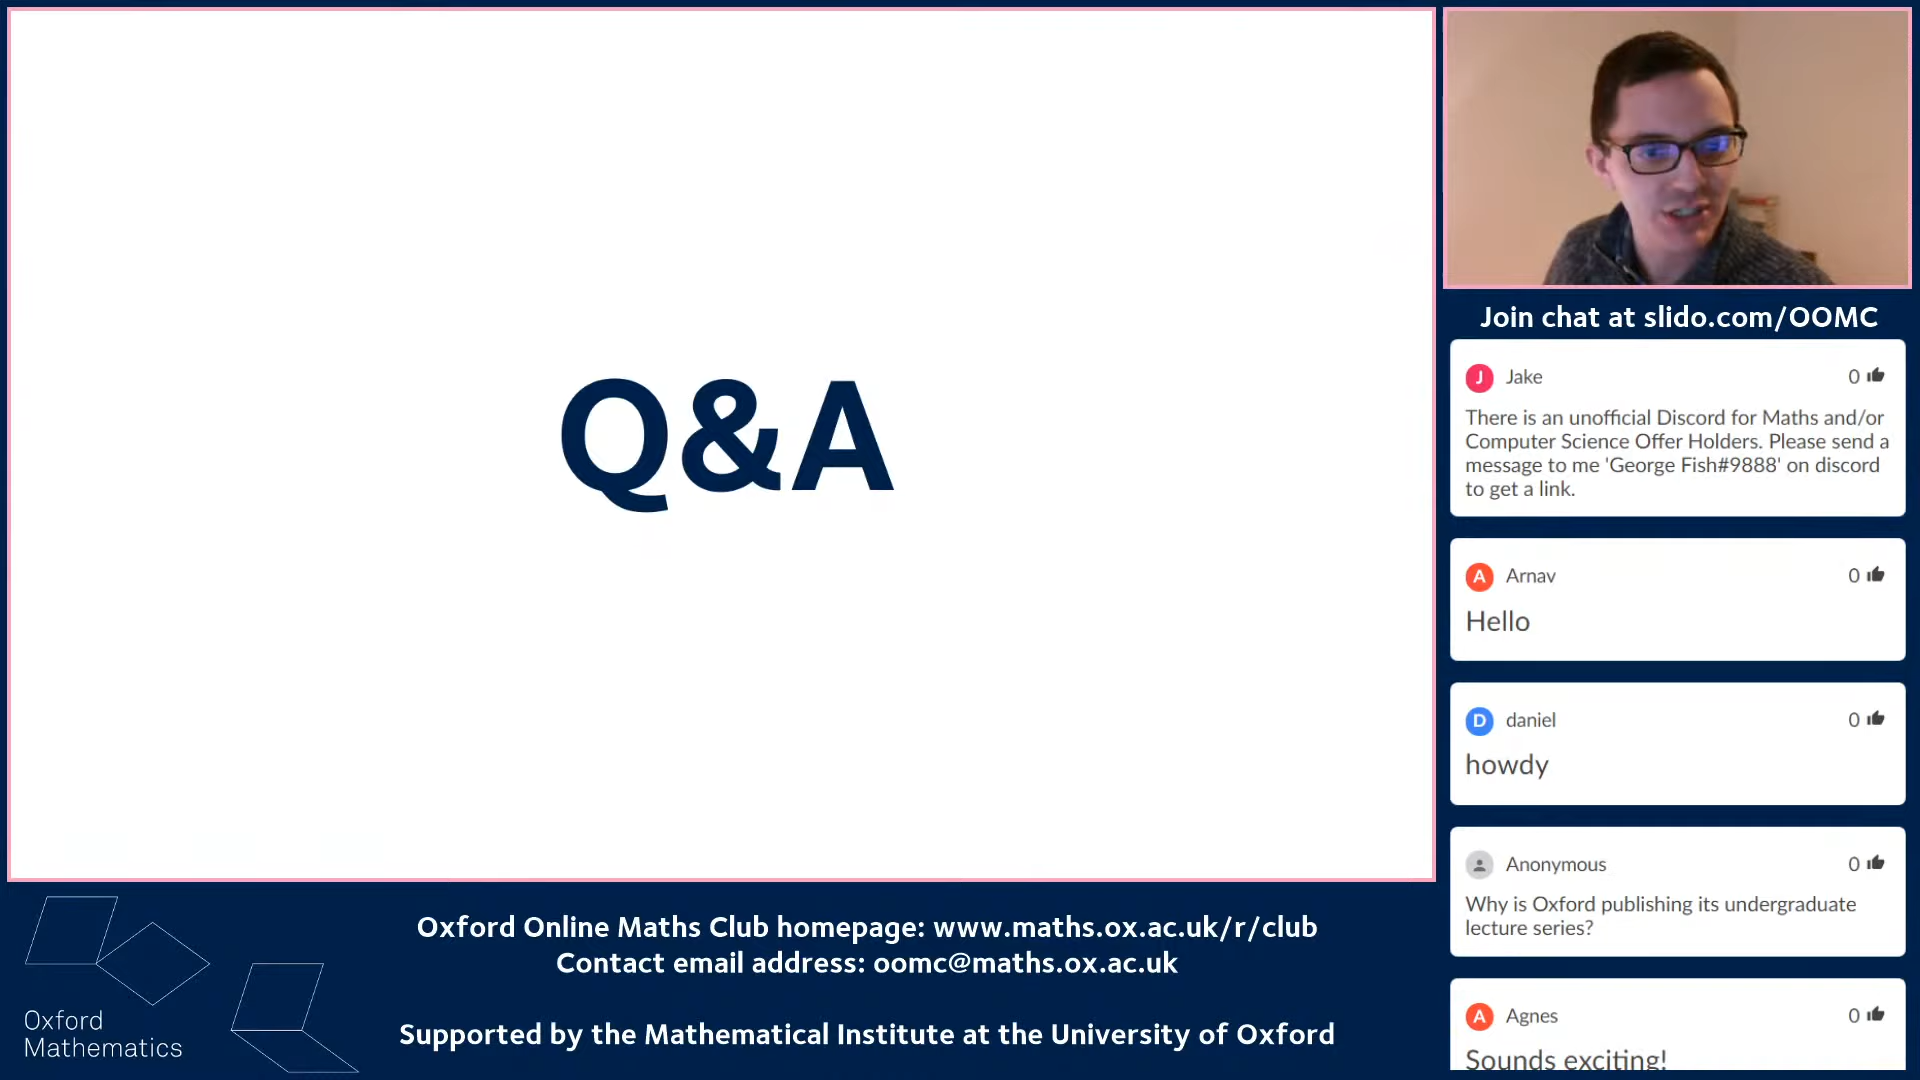 Q&A
Join chat at slido.com/OOMC
J Jake 0
There is an unofficial Discord for Maths and/or
Computer Science Offer Holders. Please send a
message to me 'George Fish#9888' on discord
to get a link.
A Arnav 0
Hello
D daniel 0
howdy
Anonymous 0
Why is Oxford publishing its undergraduate
lecture series?
A Agnes 0
Sounds exciting!
Oxford
Mathematics
Oxford Online Maths Club homepage: www.maths.ox.ac.uk/r/club
Contact email address: oomc@maths.ox.ac.uk
Supported by the Mathematical Institute at the University of Oxford